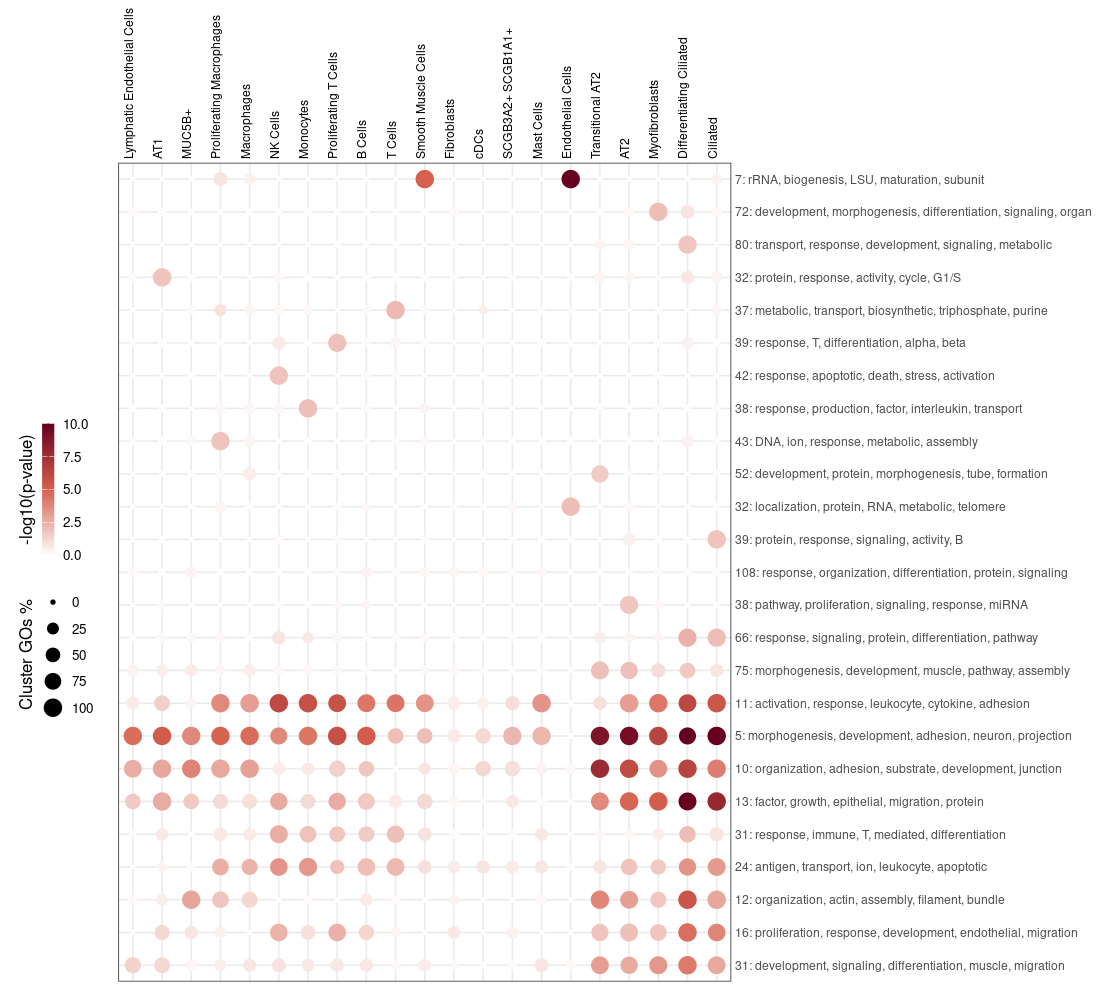 Lymphatic Endothelial Cells
AT1
MUC5B+
Proliferating Macrophages
Macrophages
NK Cells
Monocytes
Proliferating T Cells
B Cells
T Cells
Smooth Muscle Cells
Fibroblasts
cDCs
SCGB3A2+ SCGB1A1+
Mast Cells
Endothelial Cells
Transitional AT2
AT2
Myofibroblasts
Differentiating Ciliated
Ciliated
7: rRNA, biogenesis, LSU, maturation, subunit
72: development, morphogenesis, differentiation, signaling, organ
80: transport, response, development, signaling, metabolic
32: protein, response, activity, cycle, G1/S
37: metabolic, transport, biosynthetic, triphosphate, purine
39: response, T, differentiation, alpha, beta
42: response, apoptotic, death, stress, activation
38: response, production, factor, interleukin, transport
43: DNA, ion, response, metabolic, assembly
52: development, protein, morphogenesis, tube, formation
32: localization, protein, RNA, metabolic, telomere
39: protein, response, signaling, activity, B
108: response, organization, differentiation, protein, signaling
38: pathway, proliferation, signaling, response, miRNA
66: response, signaling, protein, differentiation, pathway
75: morphogenesis, development, muscle, pathway, assembly
11: activation, response, leukocyte, cytokine, adhesion
5: morphogenesis, development, adhesion, neuron, projection
10: organization, adhesion, substrate, development, junction
13: factor, growth, epithelial, migration, protein
31: response, immune, T, mediated, differentiation
24: antigen, transport, ion, leukocyte, apoptotic
12: organization, actin, assembly, filament, bundle
16: proliferation, response, development, endothelial, migration
31: development, signaling, differentiation, muscle, migration
-log10(p-value)
10.0
7.5
5.0
2.5
0.0
Cluster GOs %
0
25
50
75
100